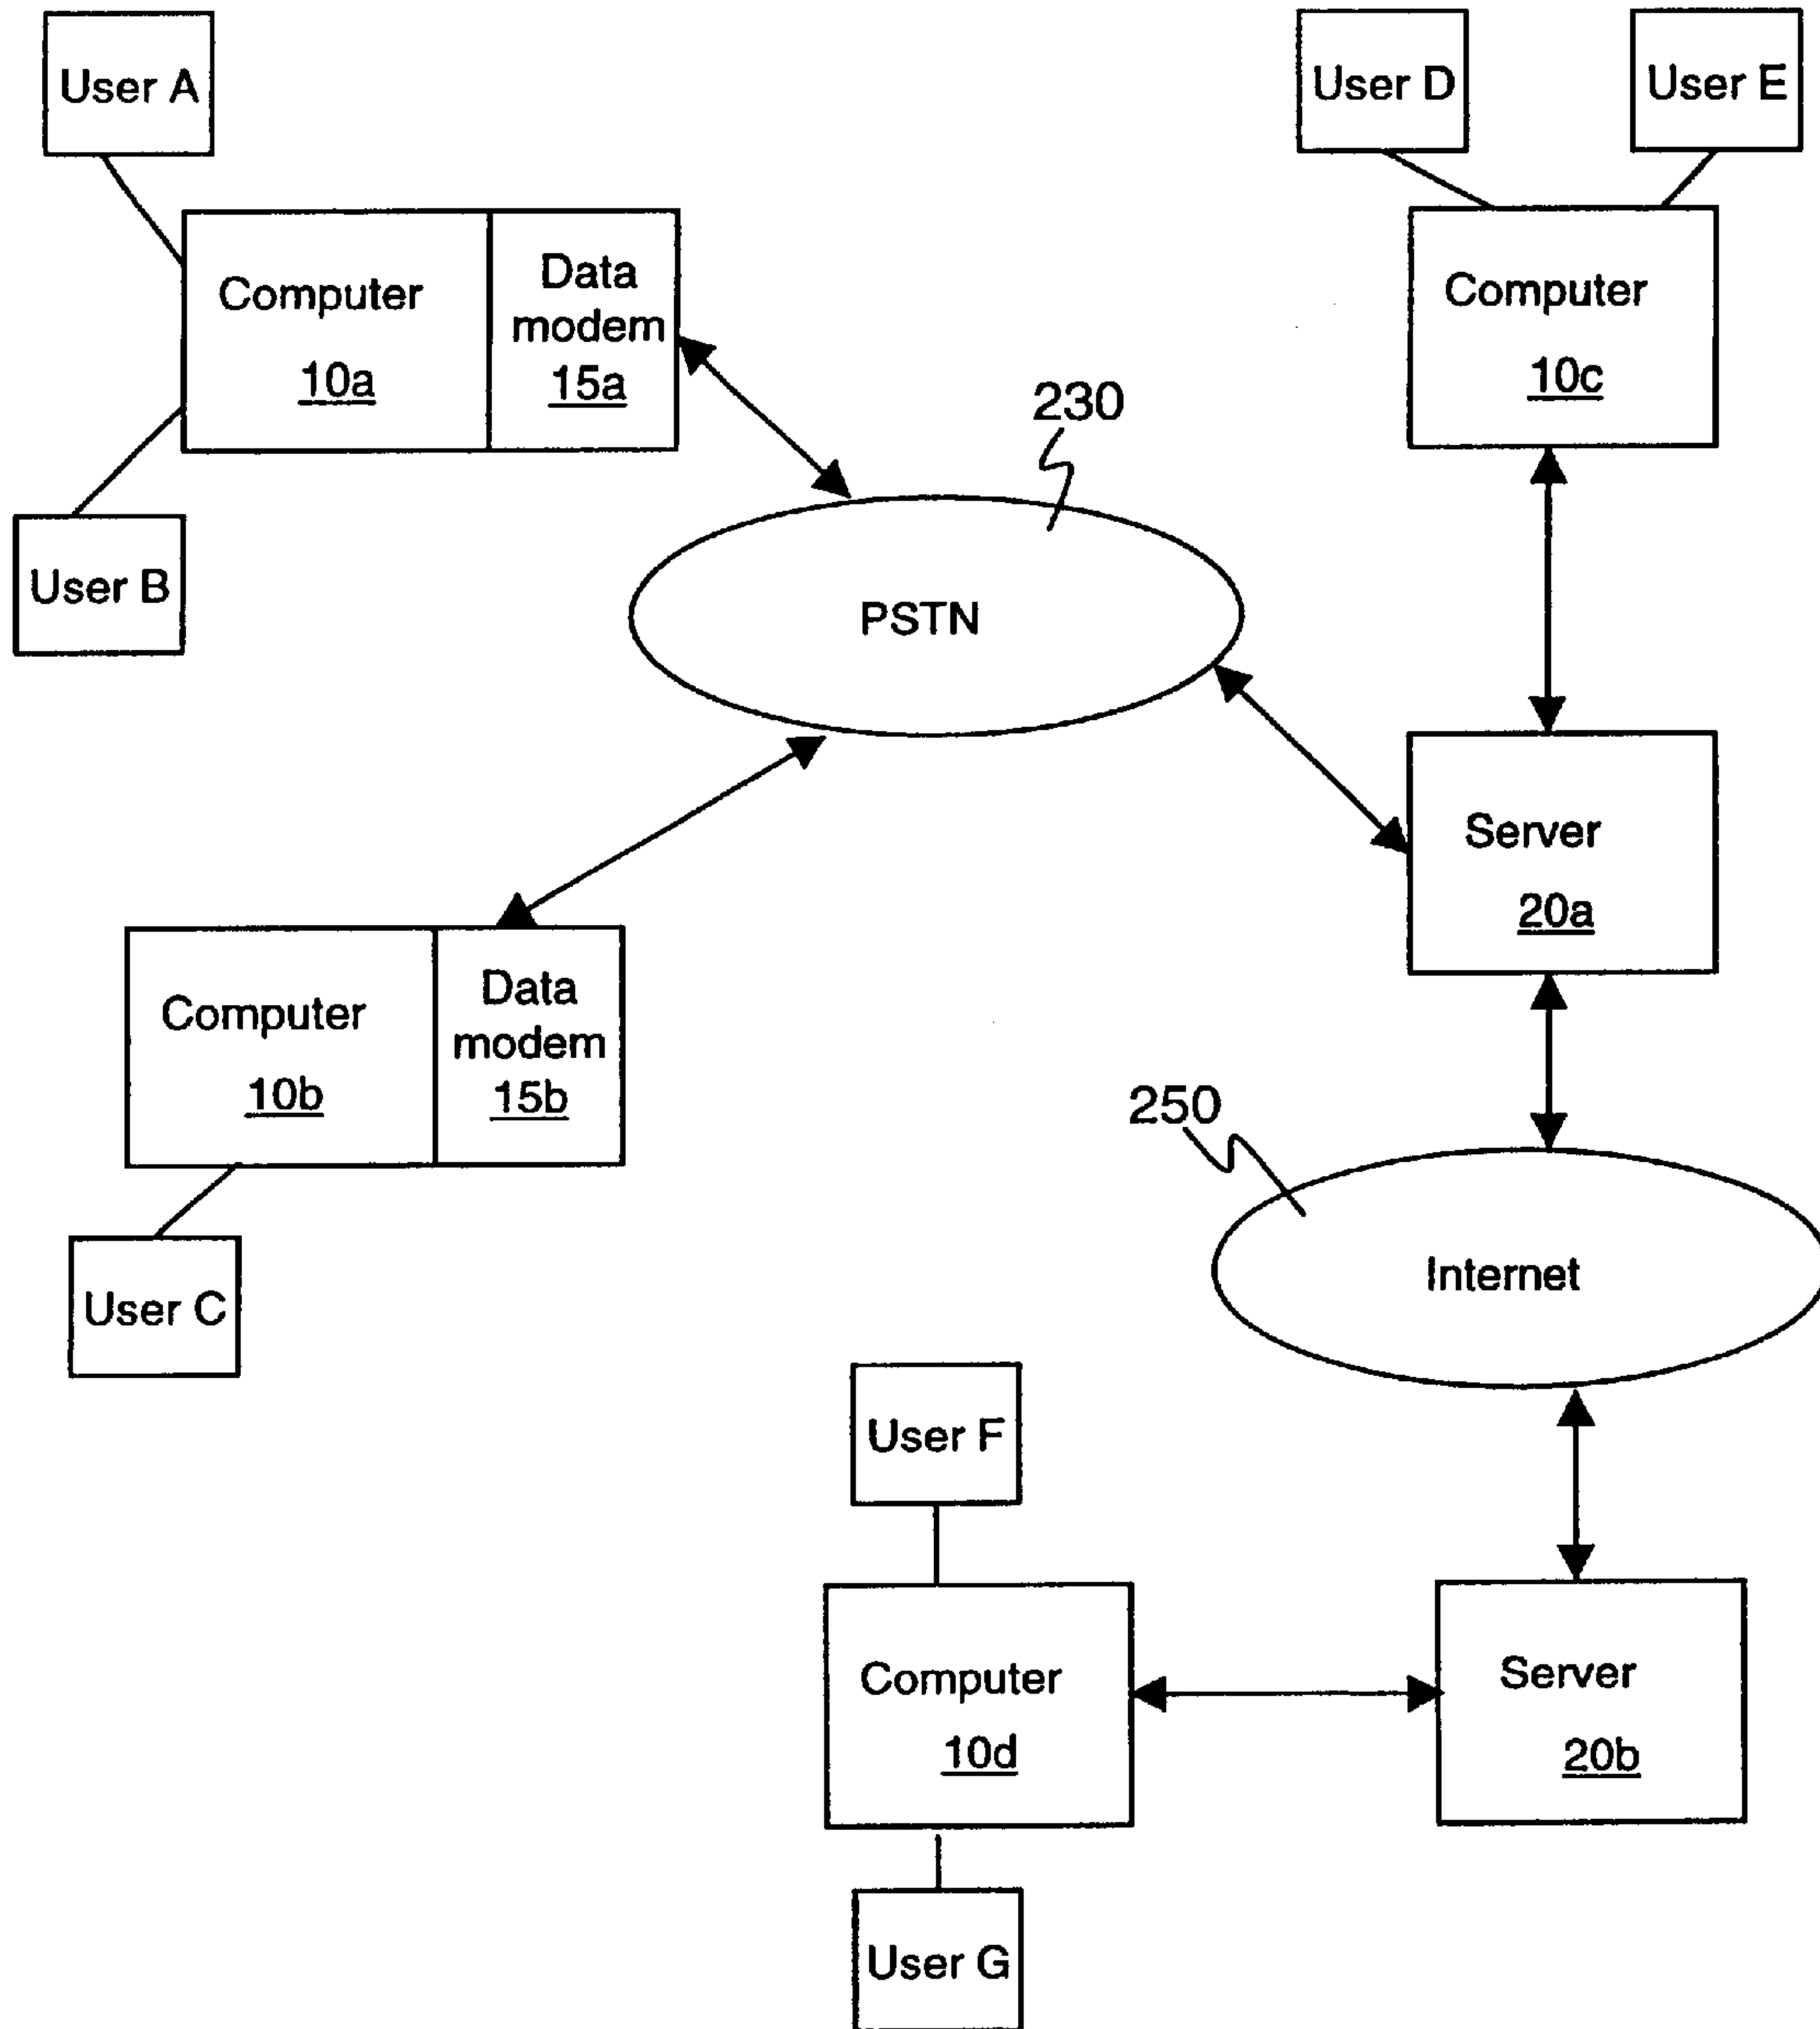 User A
User D
User E
Computer
10a
Data
modem
15a
Computer
10c
230
User B
PSTN
Server
20a
Computer
10b
Data
modem
15b
250
User C
Internet
User F
Computer
10d
Server
20b
User G